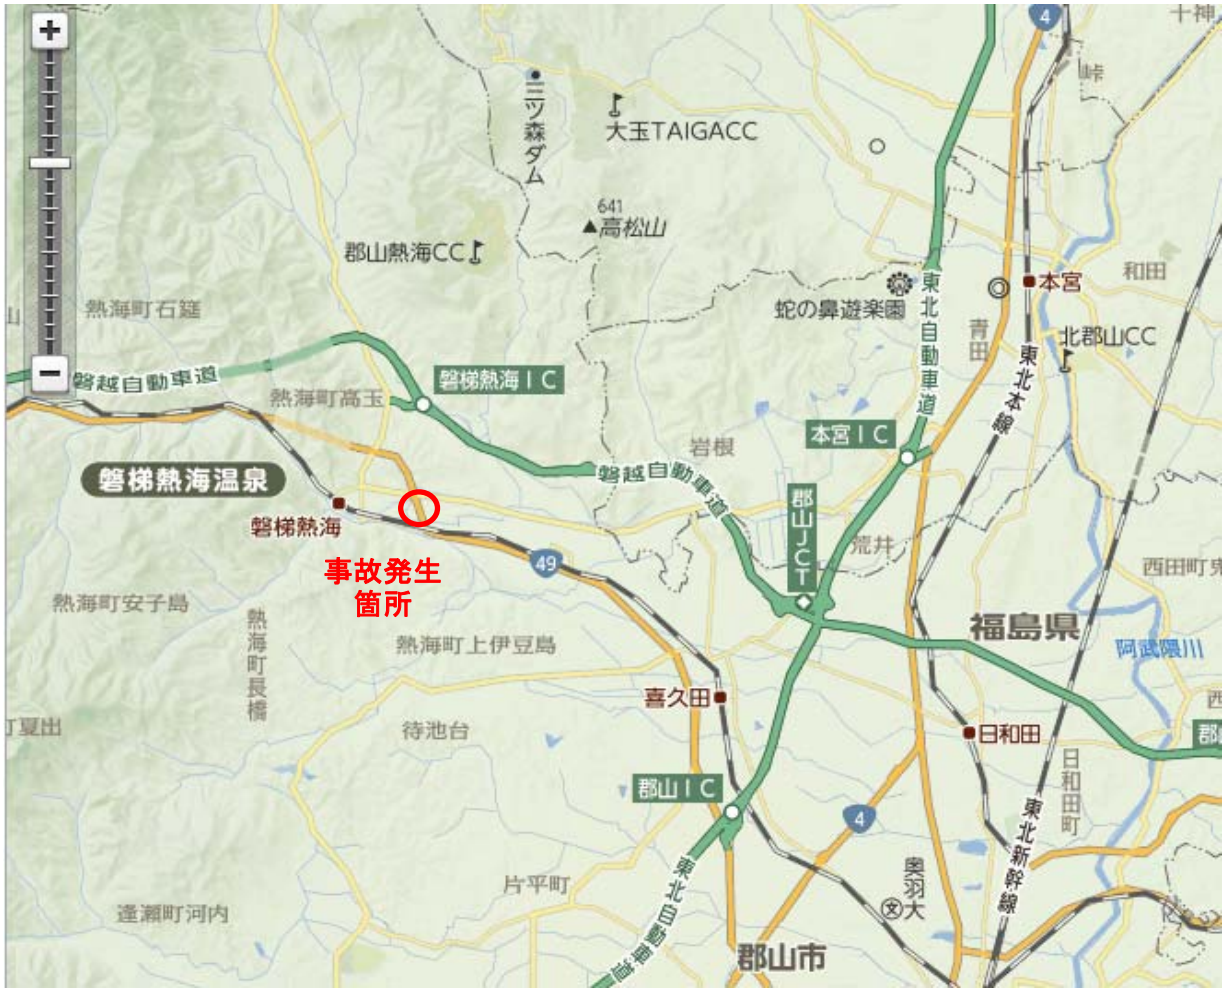 +
4
十神
峠
三ツ森ダム
大玉TAIGACC
641
高松山
郡山熱海CC
和田
本宮
東北自動車道
蛇の鼻遊楽園
熱海町石筵
山
青田
北郡山CC
−
磐越自動車道
磐梯熱海IC
熱海町高玉
東北本線
本宮IC
岩根
磐越自動車道
磐梯熱海温泉
郡山JCT
磐梯熱海
荒井
49
事故発生
箇所
西田町鬼
熱海町安子島
熱海町長橋
福島県
熱海町上伊豆島
阿武隈川
喜久田
西
町夏出
待池台
日和田
郡
日和田町
郡山IC
4
東北新幹線
東北自動車道
奥羽大
文
片平町
逢瀬町河内
郡山市